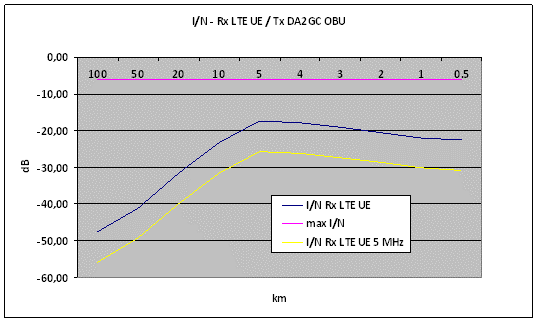 I/N - Rx LTE UE / Tx DA2GC OBU
0,00
100 50 20 10 5 4 3 2 1 0.5
-10,00
-20,00
-30,00
-40,00
-50,00
-60,00
dB
I/N Rx LTE UE
max I/N
I/N Rx LTE UE 5 MHz
km